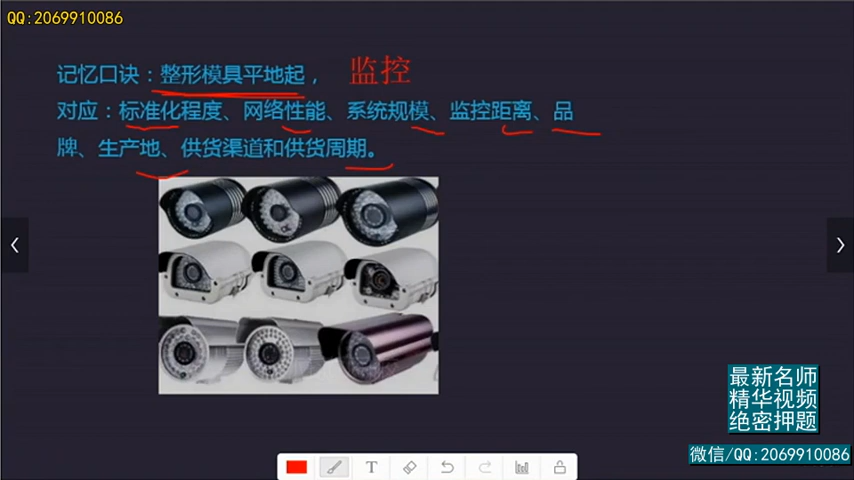 QQ:2069910086
记忆口诀：整形模具平地起，
监控
对应：标准化程度、网络性能、系统规模、监控距离、品
牌、生产地、供货渠道和供货周期。
最新名师
精华视频
绝密押题
微信/QQ:2069910086
T